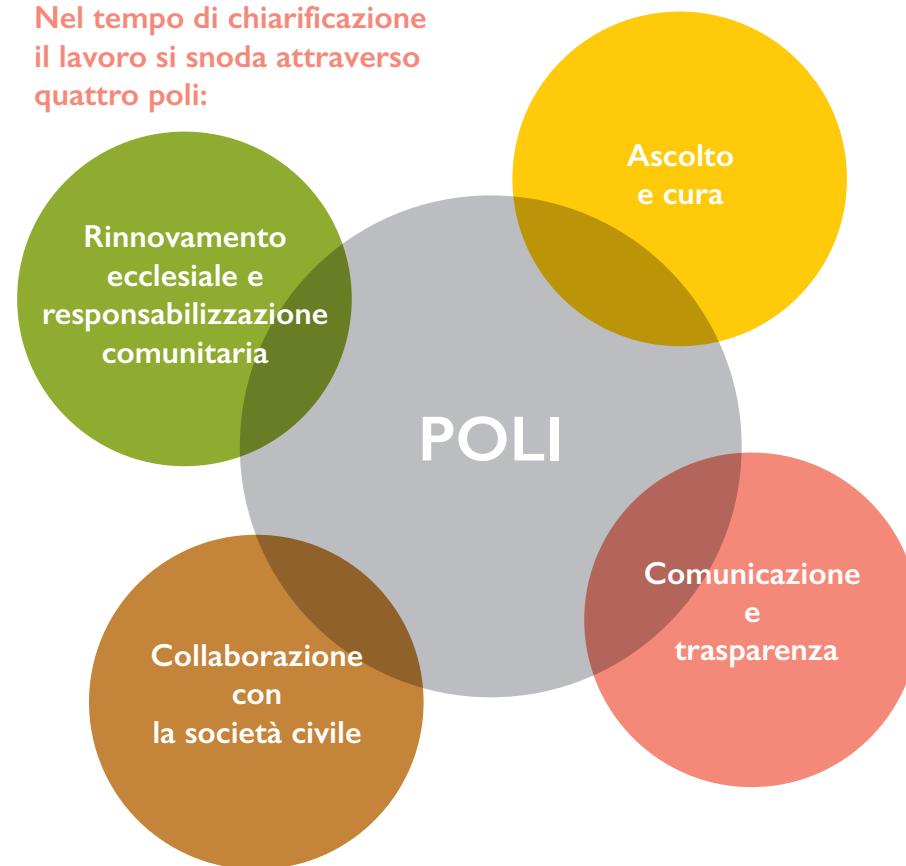 Nel tempo di chiarificazione
il lavoro si snoda attraverso
quattro poli:
Ascolto
e cura
Rinnovamento
ecclesiale e
responsabilizzazione
comunitaria
POLI
Comunicazione
e
trasparenza
Collaborazione
con
la società civile